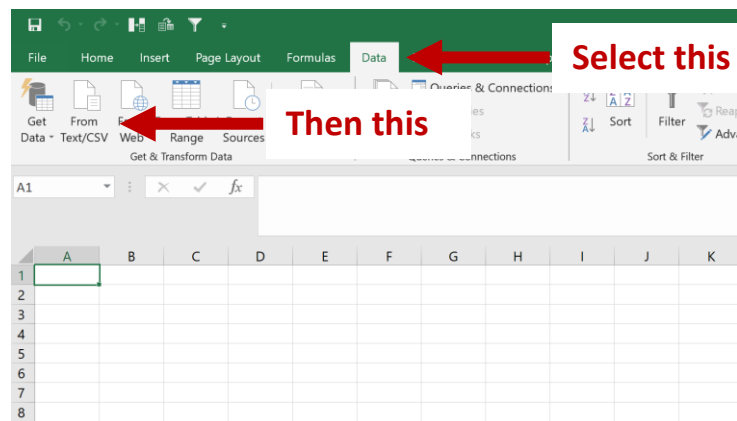 File Home Insert Page Layout Formulas Data Select this
Get From Queries & Connections
Data Text/CSV Web Range Sources Then this Sort Filter
Get & Transform Data Sort & Filter
A1 fx
A B C D E F G H I J K
1
2
3
4
5
6
7
8